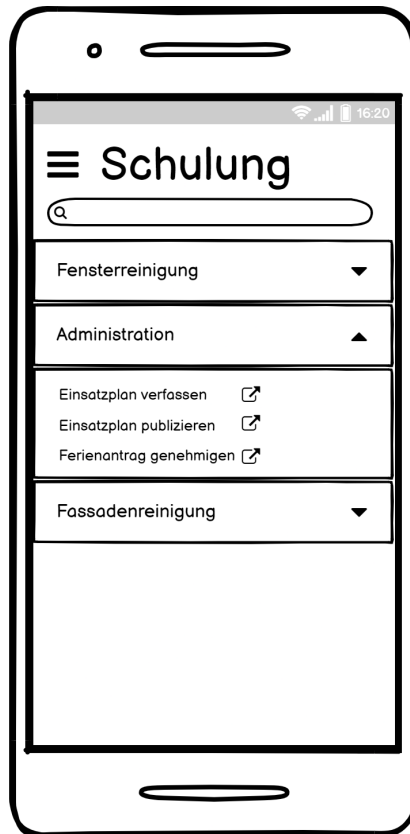 16:20
Schulung
Fensterreinigung
Administration
Einsatzplan verfassen
Einsatzplan publizieren
Ferienantrag genehmigen
Fassadenreinigung